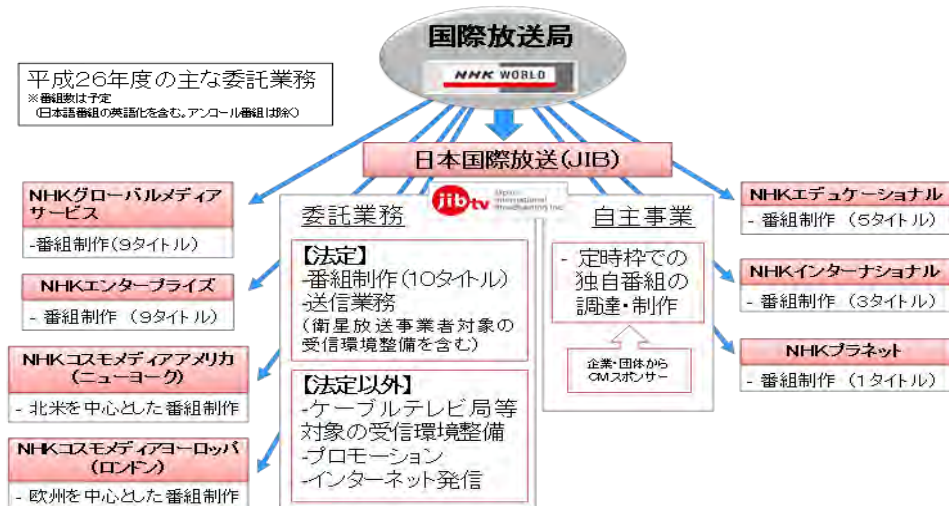 国際放送局
NHK WORLD
平成26年度の主な委託業務
※番組数は予定
(日本語番組の英語化を含む。アンコール番組は除く)
日本国際放送(JIB)
jibtv
Japan
International
Broadcasting Inc.
NHKグローバルメディア
サービス
-番組制作(9タイトル)
NHKエンタープライズ
- 番組制作 (9タイトル)
NHKコスモメディアアメリカ
(ニューヨーク)
- 北米を中心とした番組制作
NHKコスモメディアヨーロッパ
(ロンドン)
- 欧州を中心とした番組制作
委託業務
【法定】
-番組制作(10タイトル)
-送信業務
(衛星放送事業者対象の
受信環境整備を含む)
【法定以外】
-ケーブルテレビ局等
対象の受信環境整備
-プロモーション
-インターネット発信
自主事業
- 定時枠での
独自番組の
調達・制作
企業・団体から
CMスポンサー
NHKエデュケーショナル
- 番組制作 (5タイトル)
NHKインターナショナル
- 番組制作 (3タイトル)
NHKプラネット
- 番組制作 (1タイトル)